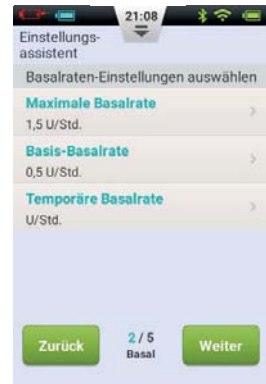 21:08
Einstellungs-
assistent
Basalraten-Einstellungen auswählen
Maximale Basalrate
1,5 U/Std.
Basis-Basalrate
0,5 U/Std.
Temporäre Basalrate
U/Std.
Zurück
2 / 5
Basal
Weiter